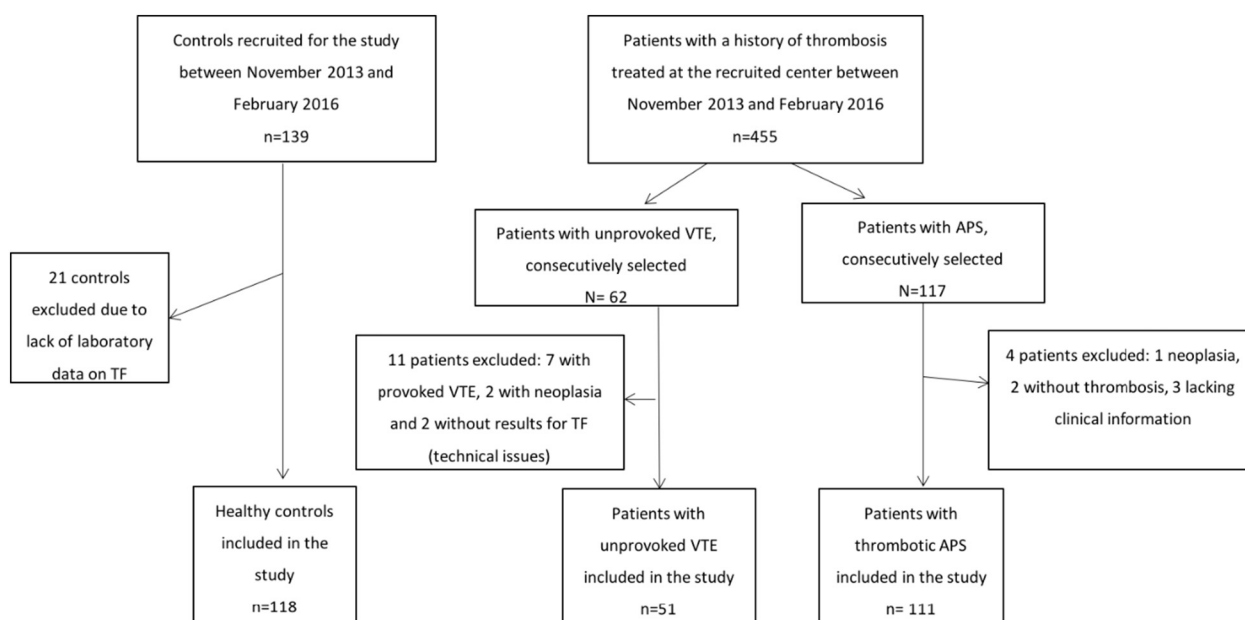 Controls recruited for the study
between November 2013 and
February 2016
n=139
Patients with a history of thrombosis
treated at the recruited center between
November 2013 and February 2016
n=455
Patients with unprovoked VTE,
consecutively selected
N= 62
Patients with APS,
consecutively selected
N=117
21 controls
excluded due to
lack of laboratory
data on TF
11 patients excluded: 7 with
provoked VTE, 2 with neoplasia
and 2 without results for TF
(technical issues)
4 patients excluded: 1 neoplasia,
2 without thrombosis, 3 lacking
clinical information
Healthy controls
included in the
study
n=118
Patients with
unprovoked VTE
included in the study
n=51
Patients with
thrombotic APS
included in the study
n= 111